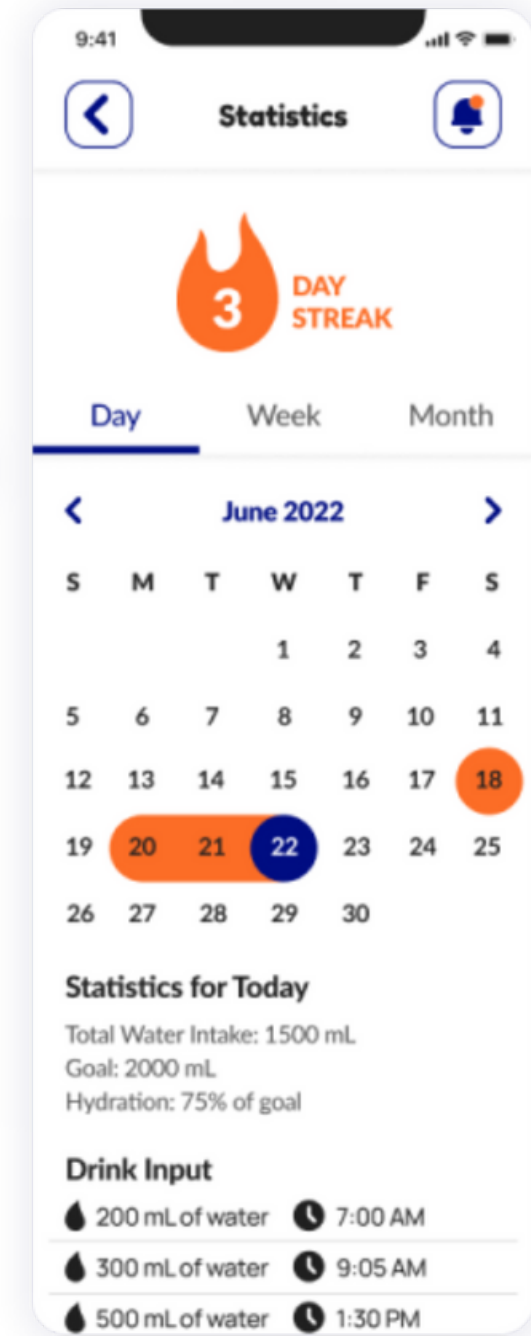 9:41
Statistics
3
DAY
STREAK
Day Week Month
June 2022
S M T W T F S
1 2 3 4
5 6 7 8 9 10 11
12 13 14 15 16 17 18
19 20 21 22 23 24 25
26 27 28 29 30
Statistics for Today
Total Water Intake: 1500 mL
Goal: 2000 mL
Hydration: 75% of goal
Drink Input
200 mL of water 7:00 AM
300 mL of water 9:05 AM
500 mL of water 1:30 PM